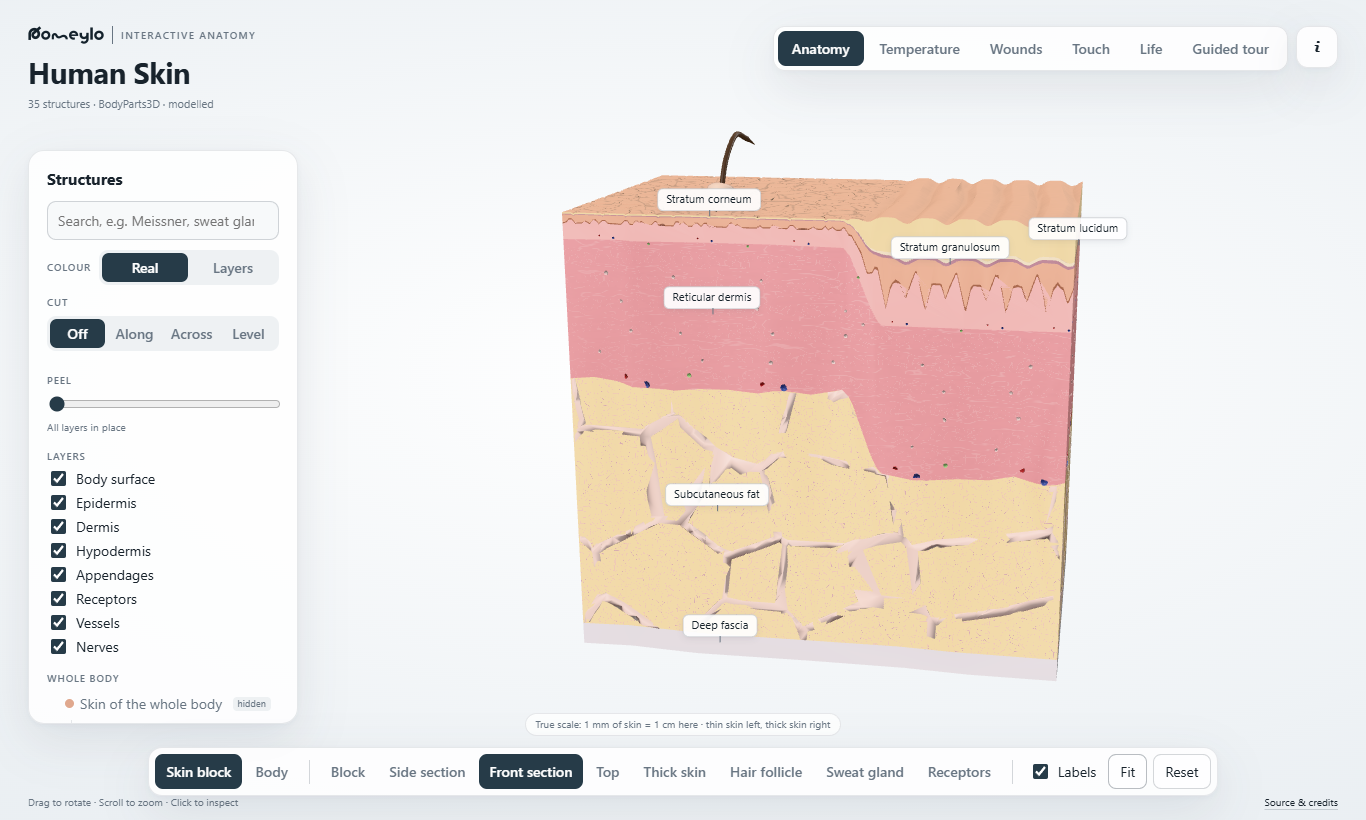 Pomeylo
INTERACTIVE ANATOMY
Human Skin
35 structures · BodyParts3D · modelled
Anatomy
Temperature
Wounds
Touch
Life
Guided tour
i
Structures
Search, e.g. Meissner, sweat
COLOUR
Real
Layers
CUT
Off
Along
Across
Level
PEEL
All layers in place
LAYERS
Body surface
Epidermis
Dermis
Hypodermis
Appendages
Receptors
Vessels
Nerves
WHOLE BODY
Skin of the whole body
hidden
Stratum corneum
Stratum lucidum
Stratum granulosum
Reticular dermis
Subcutaneous fat
Deep fascia
True scale: 1 mm of skin = 1 cm here · thin skin left, thick skin right
Skin block
Body
Block
Side section
Front section
Top
Thick skin
Hair follicle
Sweat gland
Receptors
Labels
Fit
Reset
Drag to rotate · Scroll to zoom · Click to inspect
Source & credits